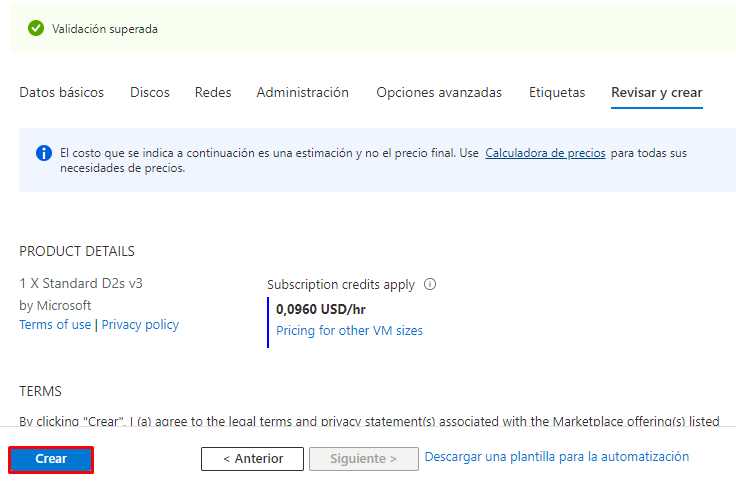 Validación superada
Datos básicos Discos Redes Administración Opciones avanzadas Etiquetas Revisar y crear
El costo que se indica a continuación es una estimación y no el precio final. Use Calculadora de precios para todas sus
necesidades de precios.
PRODUCT DETAILS
1 X Standard D2s v3
by Microsoft
Terms of use | Privacy policy
Subscription credits apply
0,0960 USD/hr
Pricing for other VM sizes
TERMS
By clicking "Crear", I (a) agree to the legal terms and privacy statement(s) associated with the Marketplace offering(s) listed
Crear < Anterior Siguiente > Descargar una plantilla para la automatización